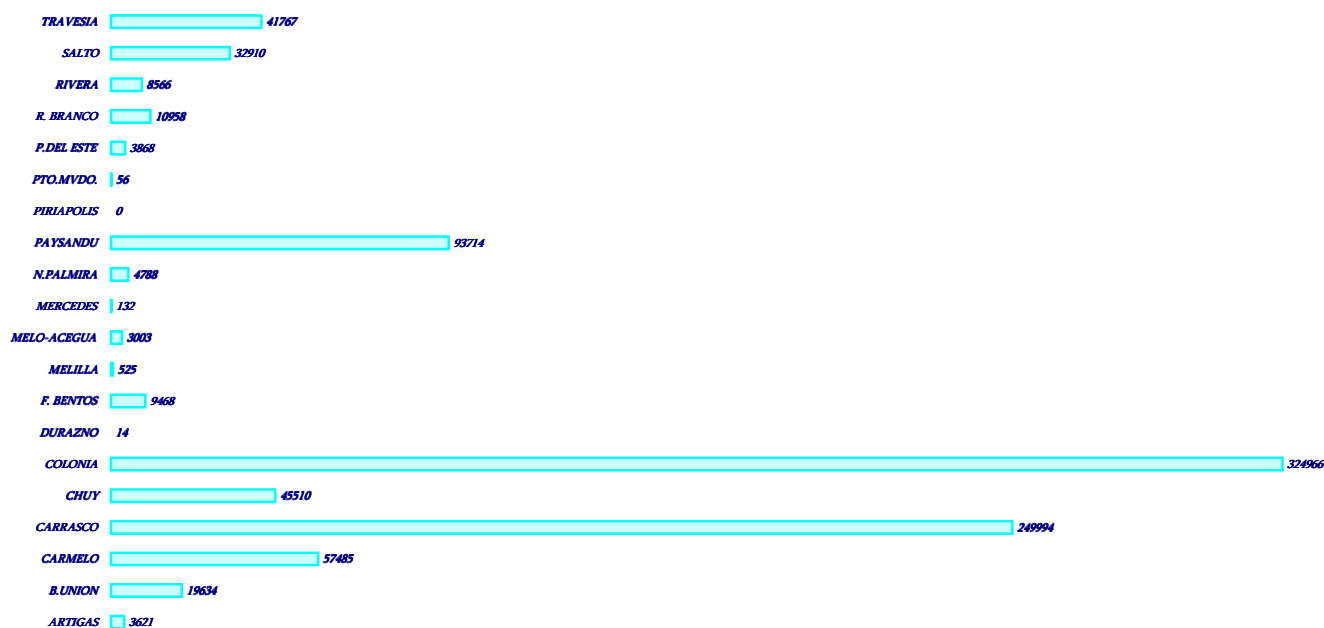 TRAVESIA 41767
SALTO 32910
RIVERA 8566
R. BRANCO 10958
P.DEL ESTE 3868
PTO.MVDO. 56
PIRIAPOLIS 0
PAYSANDU 93714
N.PALMIRA 4788
MERCEDES 132
MELO-ACEGUA 3003
MELILLA 525
F. BENTOS 9468
DURAZNO 14
COLONIA 324966
CHUY 45510
CARRASCO 249994
CARMELO 57485
B.UNION 19634
ARTIGAS 3621